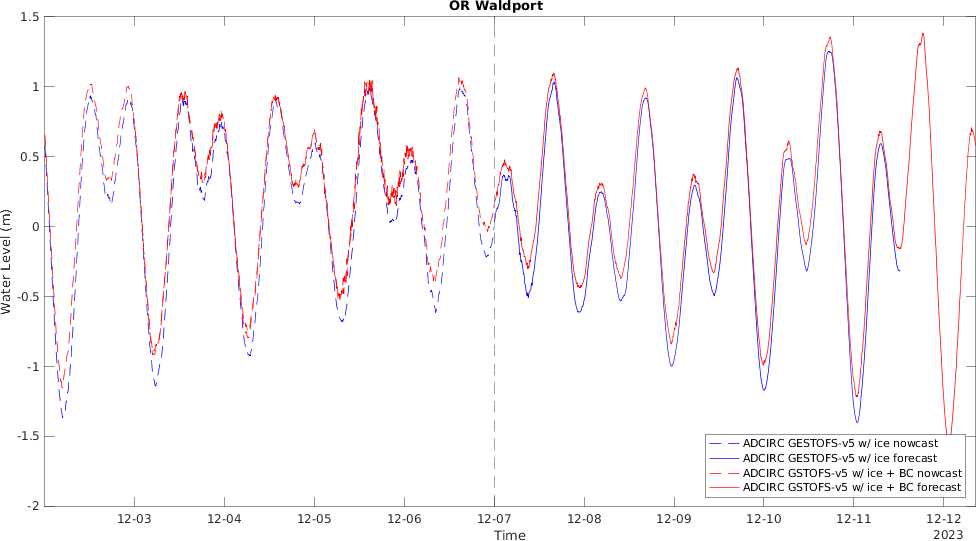 OR Waldport
1.5
1
0.5
0
-0.5
-1
-1.5
-2
Water Level (m)
12-03
12-04
12-05
12-06
12-07
12-08
12-09
12-10
12-11
12-12
2023
Time
ADCIRC GESTOFS-v5 w/ ice nowcast
ADCIRC GESTOFS-v5 w/ ice forecast
ADCIRC GSTOFS-v5 w/ ice + BC nowcast
ADCIRC GSTOFS-v5 w/ ice + BC forecast